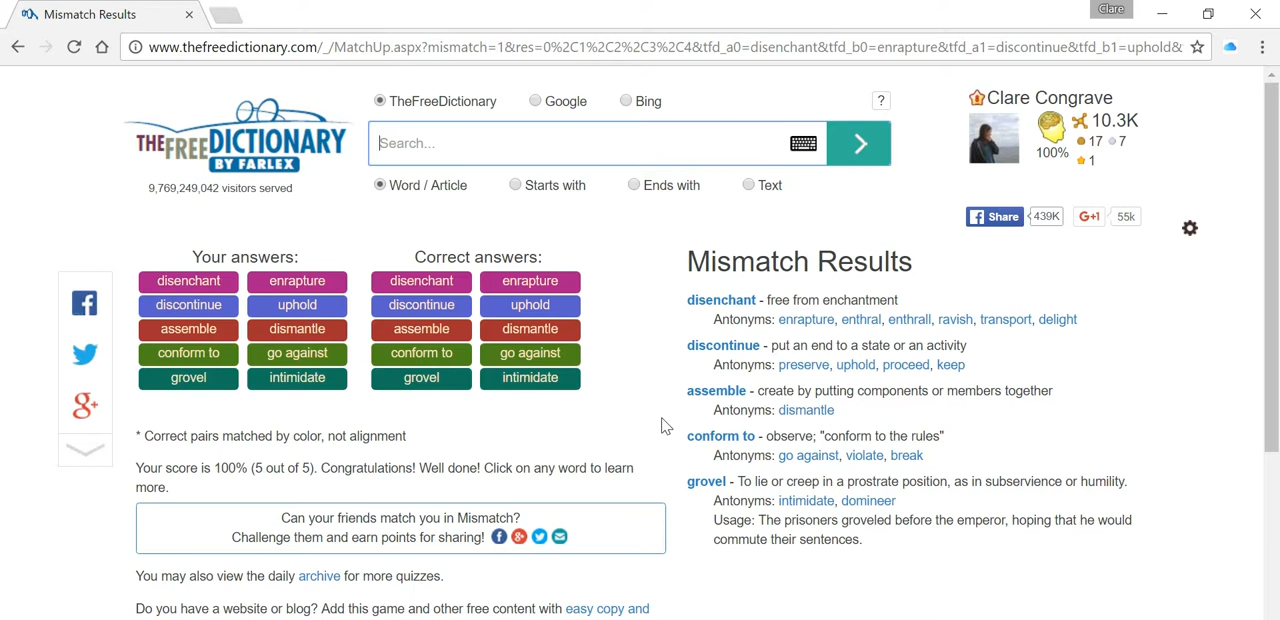 Mismatch Results
Clare
www.thefreedictionary.com/_/MatchUp.aspx?mismatch=1&res=0%2C1%2C2%2C3%2C4&tfd_a0=disenchant&tfd_b0=enrapture&tfd_a1=discontinue&tfd_b1=uphold&
THEFREEDICTIONARY
BY FARLEX
9,769,249,042 visitors served
TheFreeDictionary Google Bing ?
Search...
Word / Article Starts with Ends with Text
Clare Congrave
10.3K
100% 17 7
1
Share 439K G+1 55k
Your answers: Correct answers:
disenchant enrapture disenchant enrapture
discontinue uphold discontinue uphold
assemble dismantle assemble dismantle
conform to go against conform to go against
grovel intimidate grovel intimidate
* Correct pairs matched by color, not alignment
Your score is 100% (5 out of 5). Congratulations! Well done! Click on any word to learn
more.
Can your friends match you in Mismatch?
Challenge them and earn points for sharing!
You may also view the daily archive for more quizzes.
Do you have a website or blog? Add this game and other free content with easy copy and
Mismatch Results
disenchant - free from enchantment
Antonyms: enrapture, enthral, enthrall, ravish, transport, delight
discontinue - put an end to a state or an activity
Antonyms: preserve, uphold, proceed, keep
assemble - create by putting components or members together
Antonyms: dismantle
conform to - observe; "conform to the rules"
Antonyms: go against, violate, break
grovel - To lie or creep in a prostrate position, as in subservience or humility.
Antonyms: intimidate, domineer
Usage: The prisoners groveled before the emperor, hoping that he would
commute their sentences.